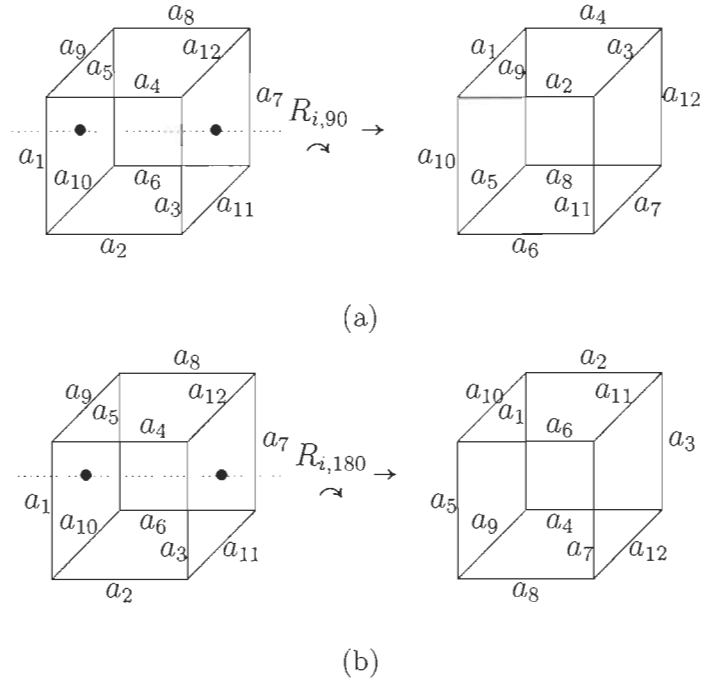 a₈ a₄
a₉ a₁₂ a₁ a₃
a₅ a₄ a₉ a₂
a₇ R_{i,90} → a₁₂
a₁ a₁₀
a₁₀ a₆ a₅ a₈
a₃ a₁₁ a₁₁ a₇
a₂ a₆
(a)
a₈ a₂
a₉ a₁₂ a₁₀ a₁₁
a₅ a₄ a₁ a₆
a₇ R_{i,180} → a₃
a₁ a₅
a₁₀ a₆ a₉ a₄
a₃ a₁₁ a₇ a₁₂
a₂ a₈
(b)